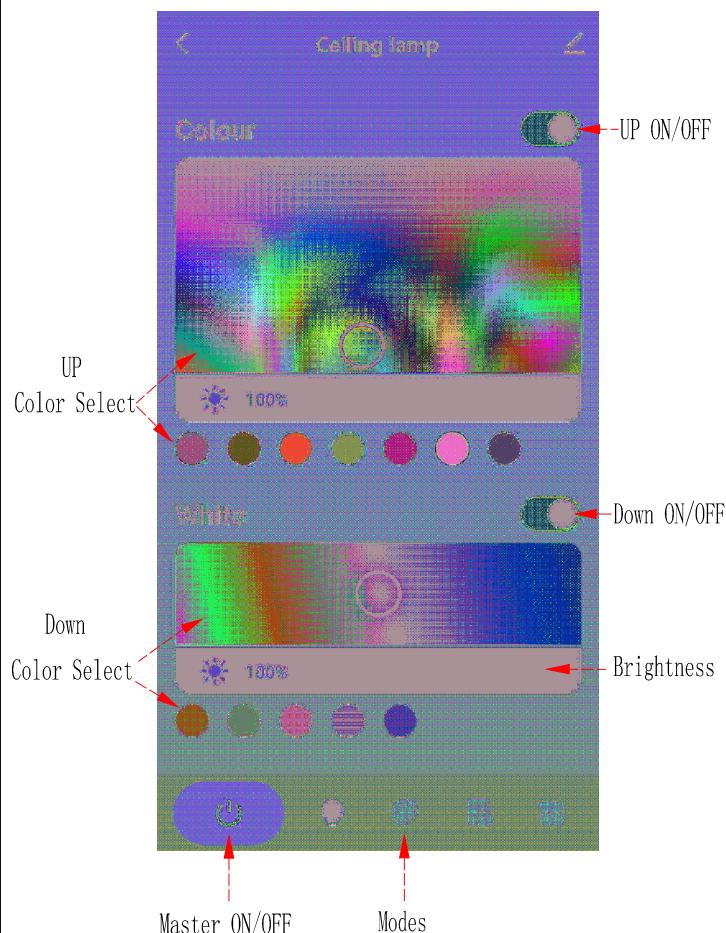 Ceiling lamp
Colour
UP ON/OFF
UP
Color Select
100%
White
Down ON/OFF
Down
Color Select
100%
Brightness
Master ON/OFF
Modes